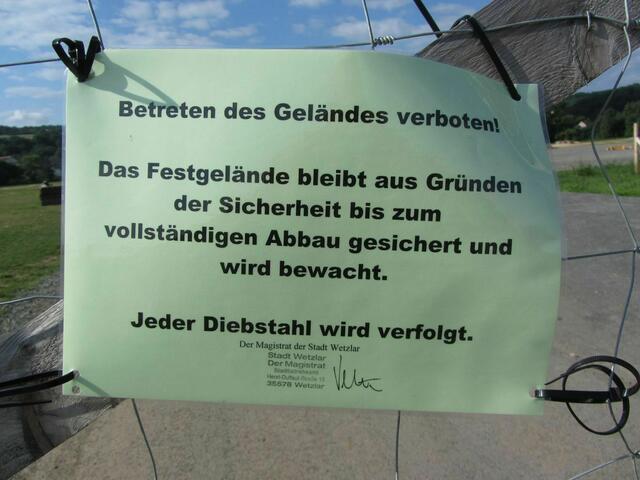 Betreten des Geländes verboten!
Das Festgelände bleibt aus Gründen
der Sicherheit bis zum
vollständigen Abbau gesichert und
wird bewacht.
Jeder Diebstahl wird verfolgt.
Der Magistrat der Stadt Wetzlar
Stadt Wetzlar
Der Magistrat
Stadtbetriebsamt
35578 Wetzlar